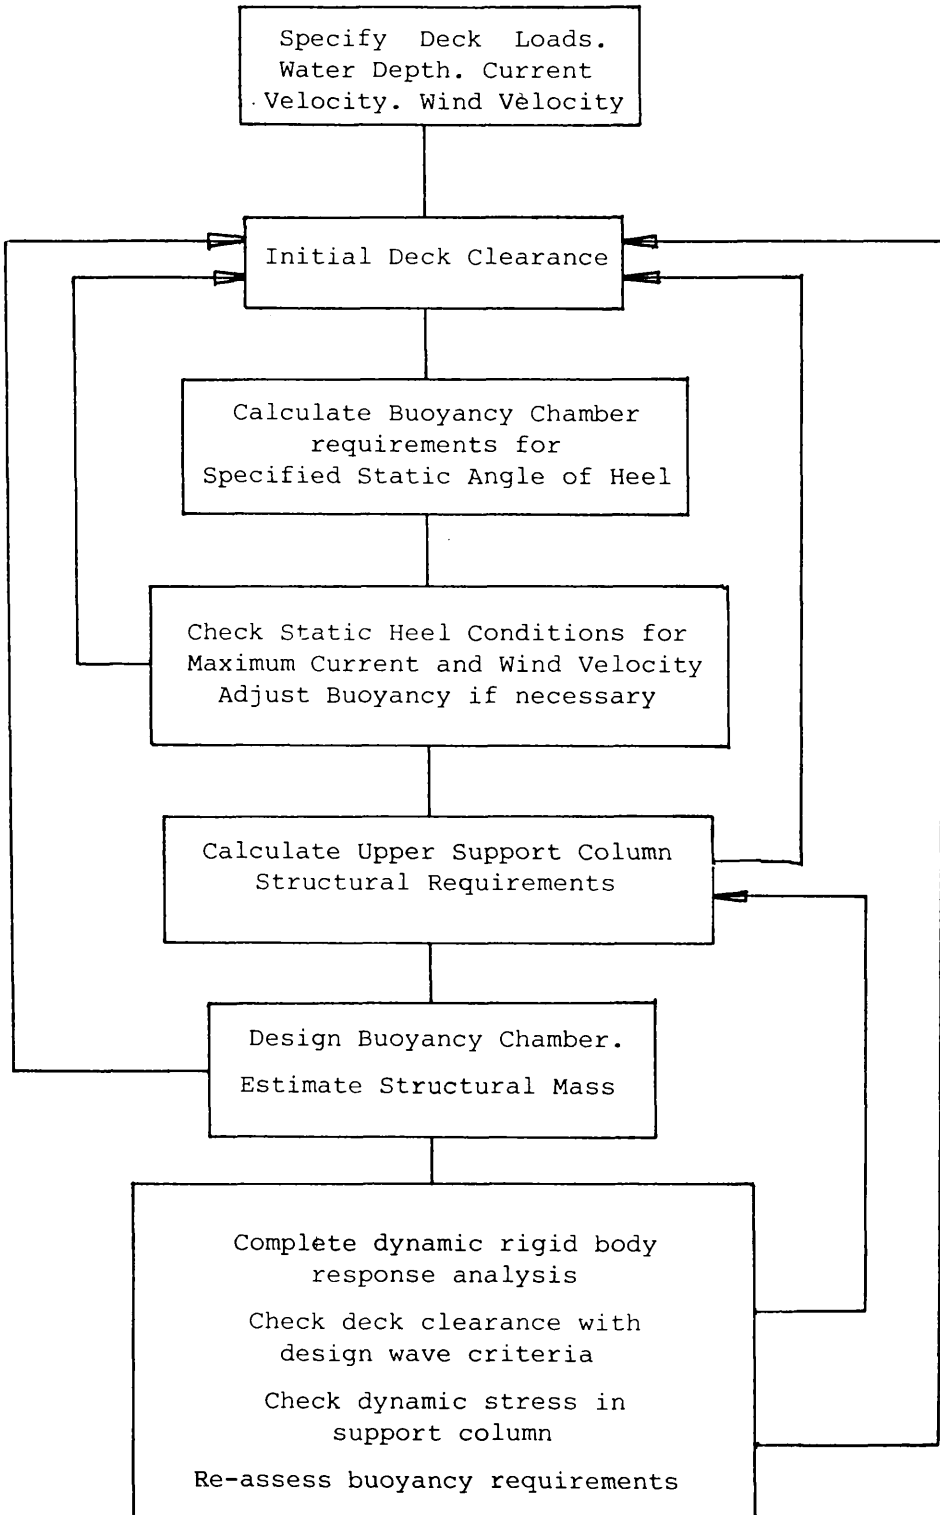 Specify Deck Loads.
Water Depth. Current
Velocity. Wind Velocity
Initial Deck Clearance
Calculate Buoyancy Chamber
requirements for
Specified Static Angle of Heel
Check Static Heel Conditions for
Maximum Current and Wind Velocity
Adjust Buoyancy if necessary
Calculate Upper Support Column
Structural Requirements
Design Buoyancy Chamber.
Estimate Structural Mass
Complete dynamic rigid body
response analysis
Check deck clearance with
design wave criteria
Check dynamic stress in
support column
Re-assess buoyancy requirements